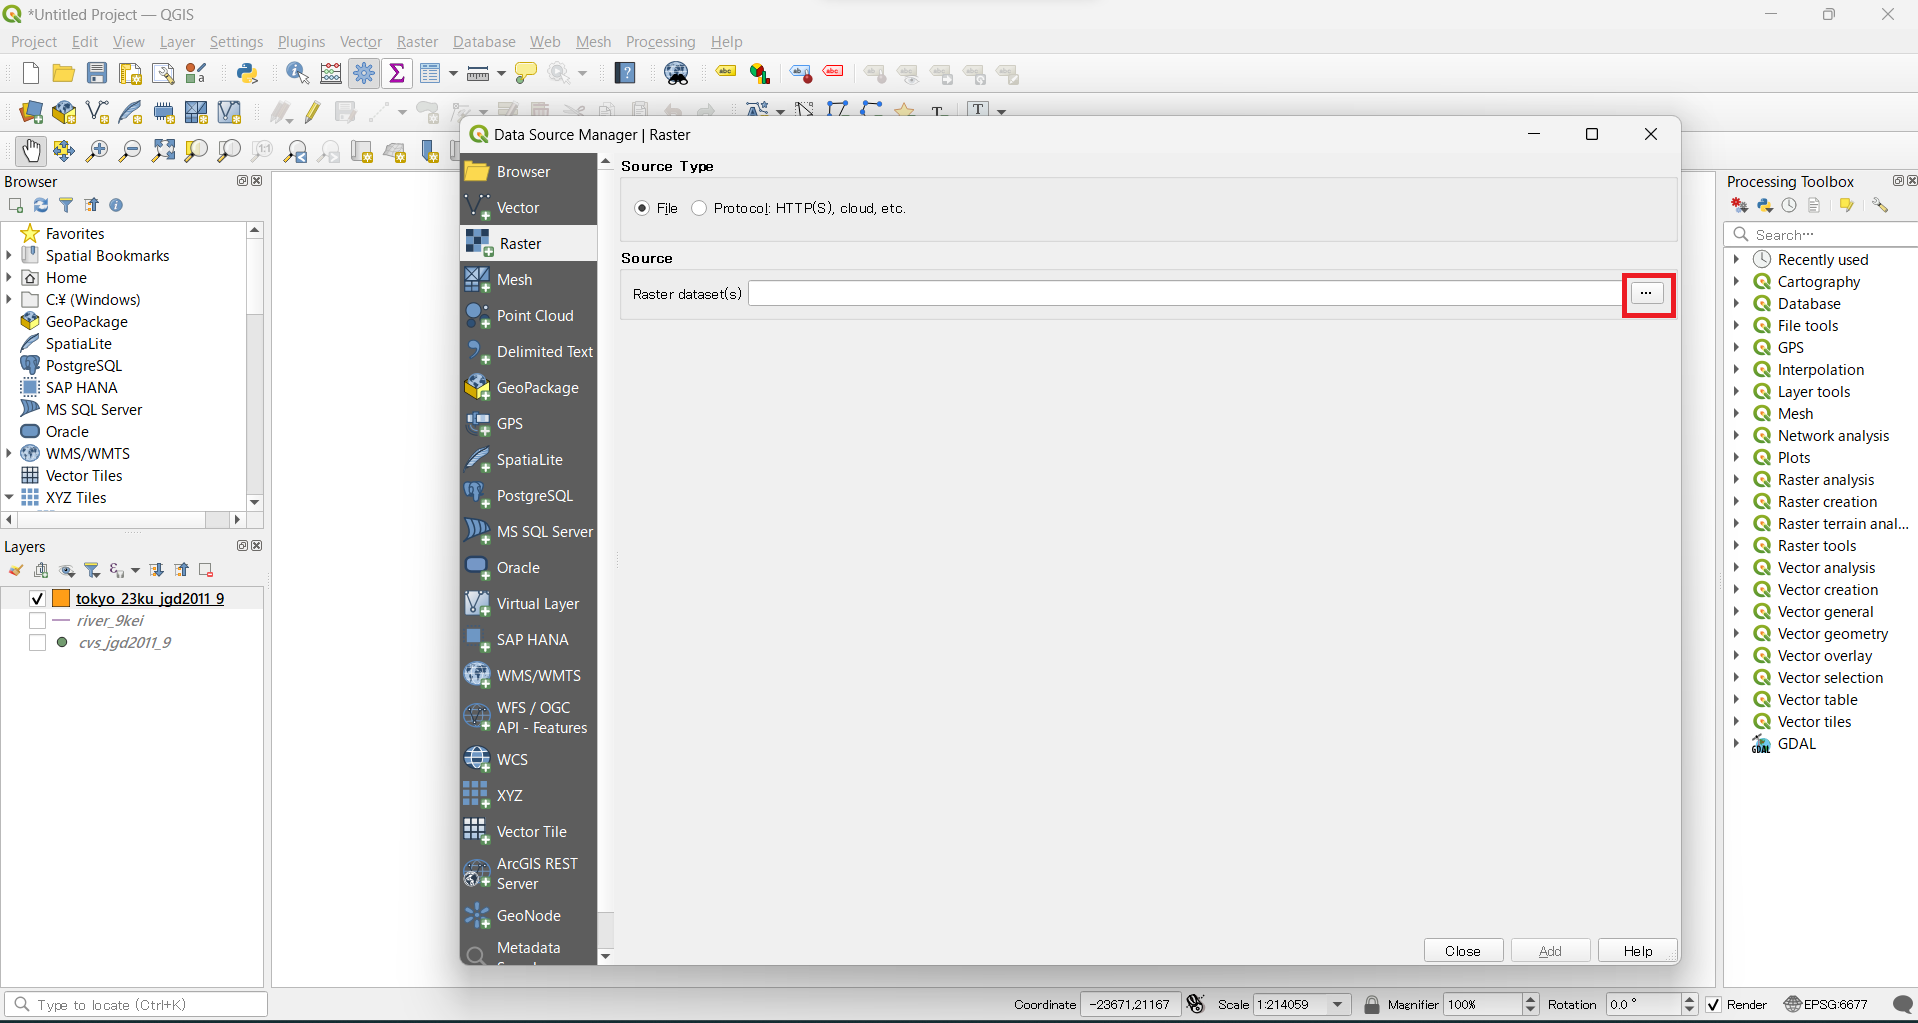 *Untitled Project — QGIS
Project Edit View Layer Settings Plugins Vector Raster Database Web Mesh Processing Help
Data Source Manager | Raster
Browser
Vector
Raster
Mesh
Point Cloud
Delimited Text
GeoPackage
GPS
SpatiaLite
PostgreSQL
MS SQL Server
Oracle
Virtual Layer
SAP HANA
WMS/WMTS
WFS / OGC
API - Features
WCS
XYZ
Vector Tile
ArcGIS REST
Server
GeoNode
Metadata
Source Type
File Protocol: HTTP(S), cloud, etc.
Source
Raster dataset(s) ...
Close Add Help
Browser
Favorites
Spatial Bookmarks
Home
C:¥ (Windows)
GeoPackage
SpatiaLite
PostgreSQL
SAP HANA
MS SQL Server
Oracle
WMS/WMTS
Vector Tiles
XYZ Tiles
Layers
tokyo_23ku_jgd2011_9
river_9kei
cvs_jgd2011_9
Processing Toolbox
Search…
Recently used
Cartography
Database
File tools
GPS
Interpolation
Layer tools
Mesh
Network analysis
Plots
Raster analysis
Raster creation
Raster terrain anal...
Raster tools
Vector analysis
Vector creation
Vector general
Vector geometry
Vector overlay
Vector selection
Vector table
Vector tiles
GDAL
Type to locate (Ctrl+K)
Coordinate -23671,21167 Scale 1:214059 Magnifier 100% Rotation 0.0 ° Render EPSG:6677